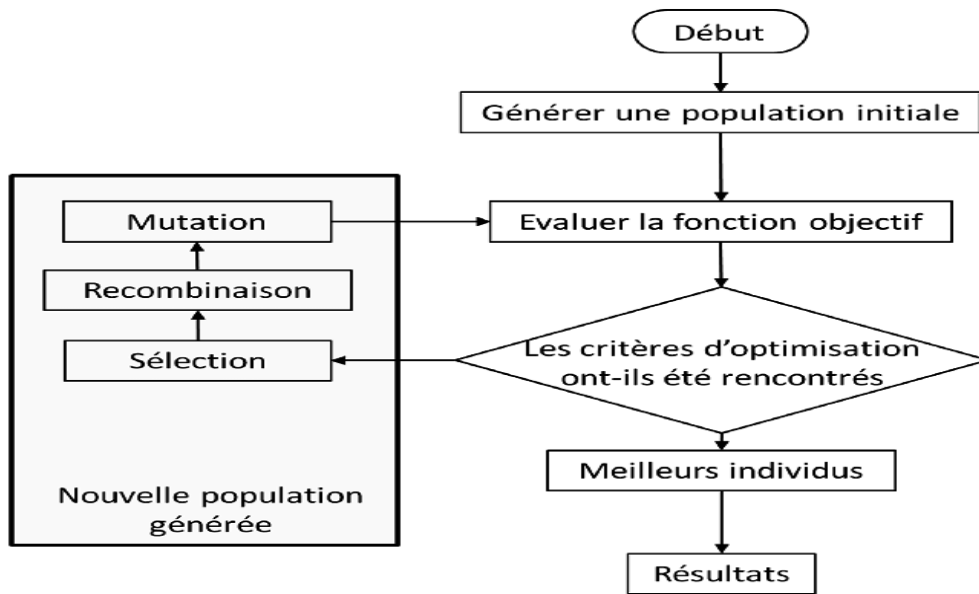 Début
Générer une population initiale
Mutation
Evaluer la fonction objectif
Recombinaison
Sélection
Les critères d'optimisation
ont-ils été rencontrés
Meilleurs individus
Nouvelle population
générée
Résultats